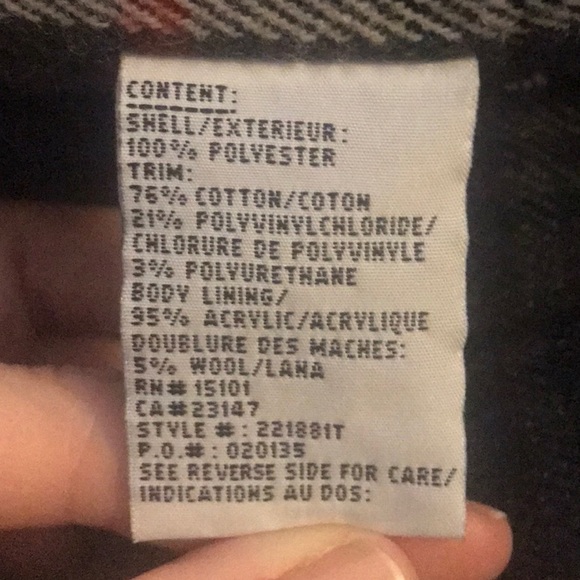 CONTENT:
SHELL/EXTERIEUR:
100% POLYESTER
TRIM:
76% COTTON/COTON
21% POLYVINYLCHLORIDE/
CHLORURE DE POLYVINYLE
3% POLYURETHANE
BODY LINING/
95% ACRYLIC/ACRYLIQUE
DOUBLURE DES MACHES:
5% WOOL/LANA
RN# 15101
CA#23147
STYLE #: 221881T
P.O.#: 020135
SEE REVERSE SIDE FOR CARE/
INDICATIONS AU DOS: